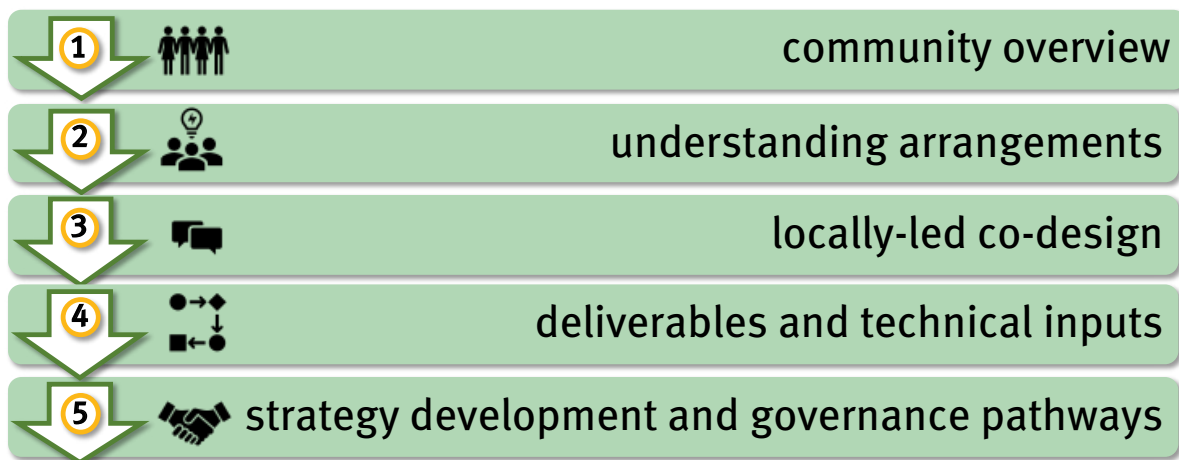 1 community overview
2 understanding arrangements
3 locally-led co-design
4 deliverables and technical inputs
5 strategy development and governance pathways